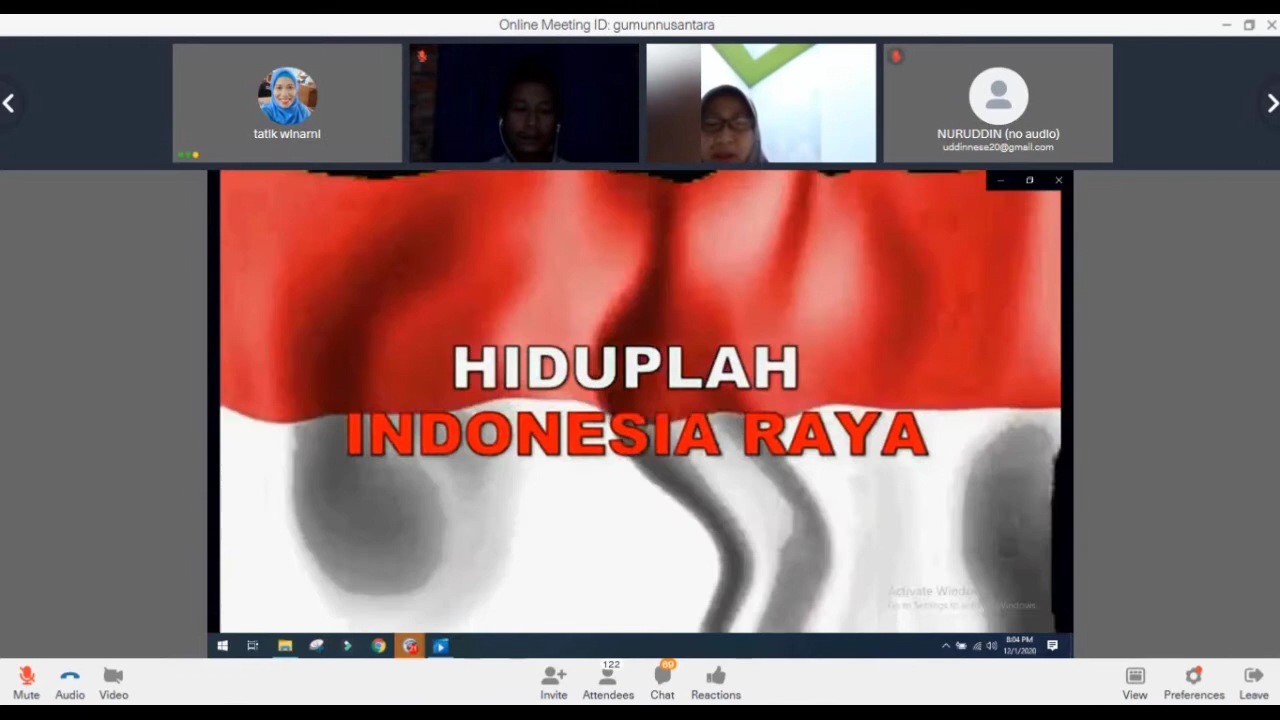 Online Meeting ID: gumunnusantara
tatik winarni
NURUDDIN (no audio)
uddinnese20@gmail.com
HIDUPLAH
INDONESIA RAYA
Activate Windows
Go to Settings to activate Windows.
8:04 PM
12/1/2020
122
69
Mute
Audio
Video
Invite
Attendees
Chat
Reactions
View
Preferences
Leave